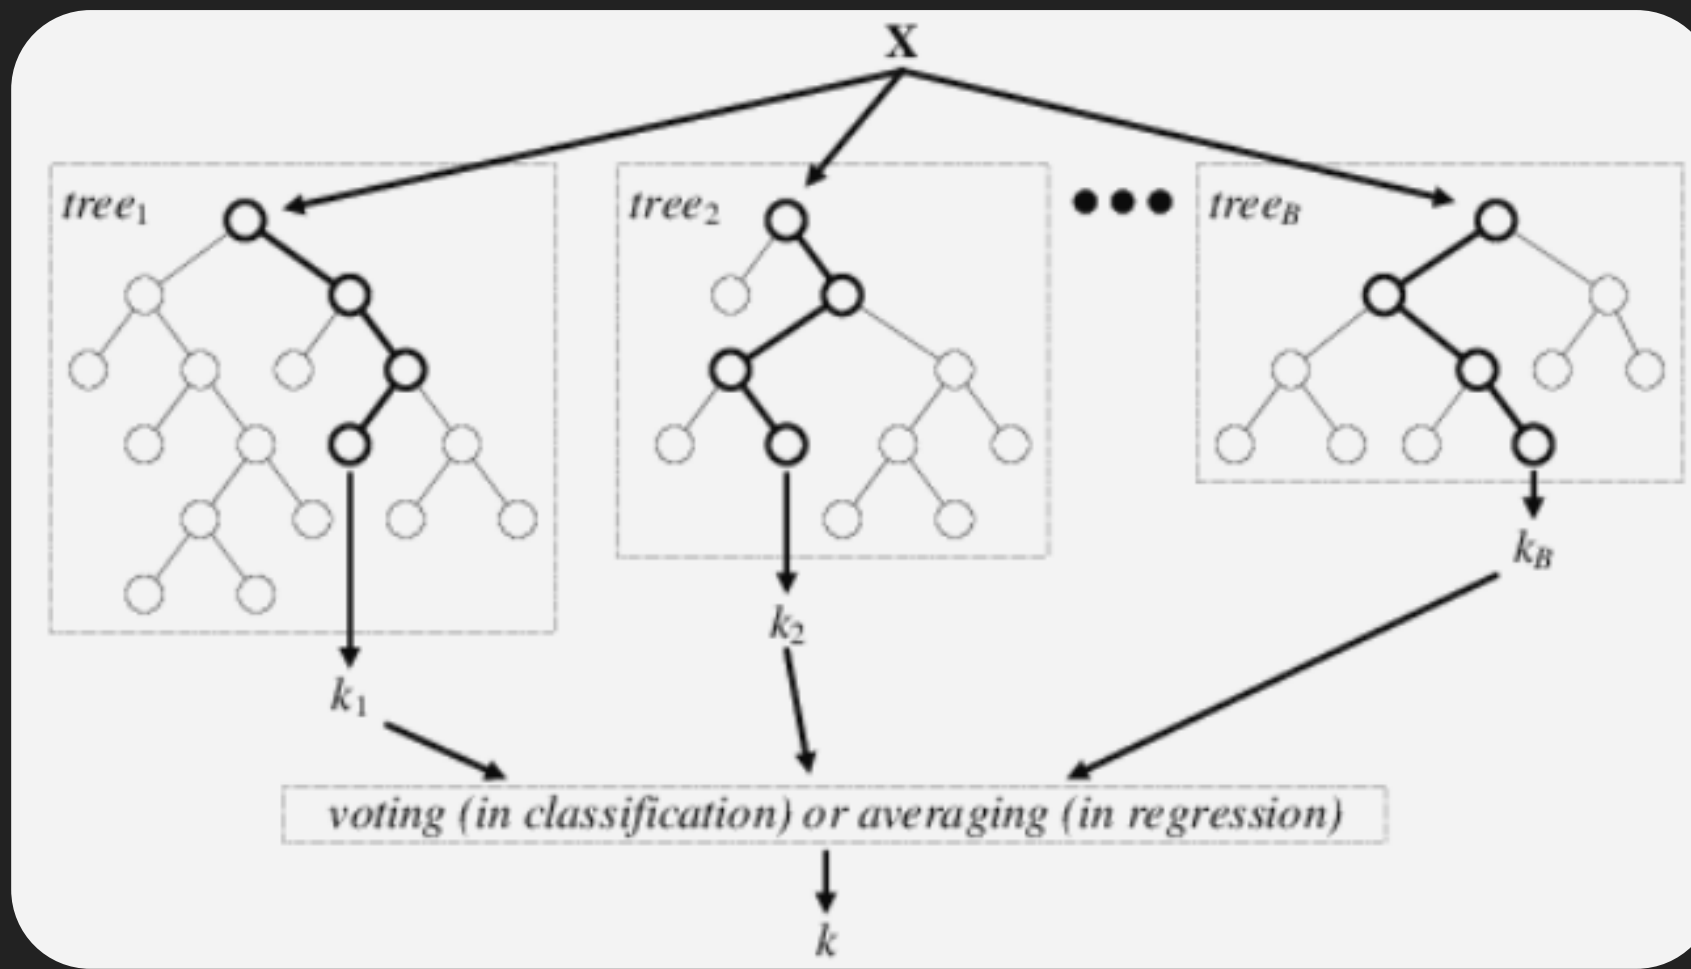 X
tree₁
tree₂
tree_B
k_B
k₂
k₁
voting (in classification) or averaging (in regression)
k